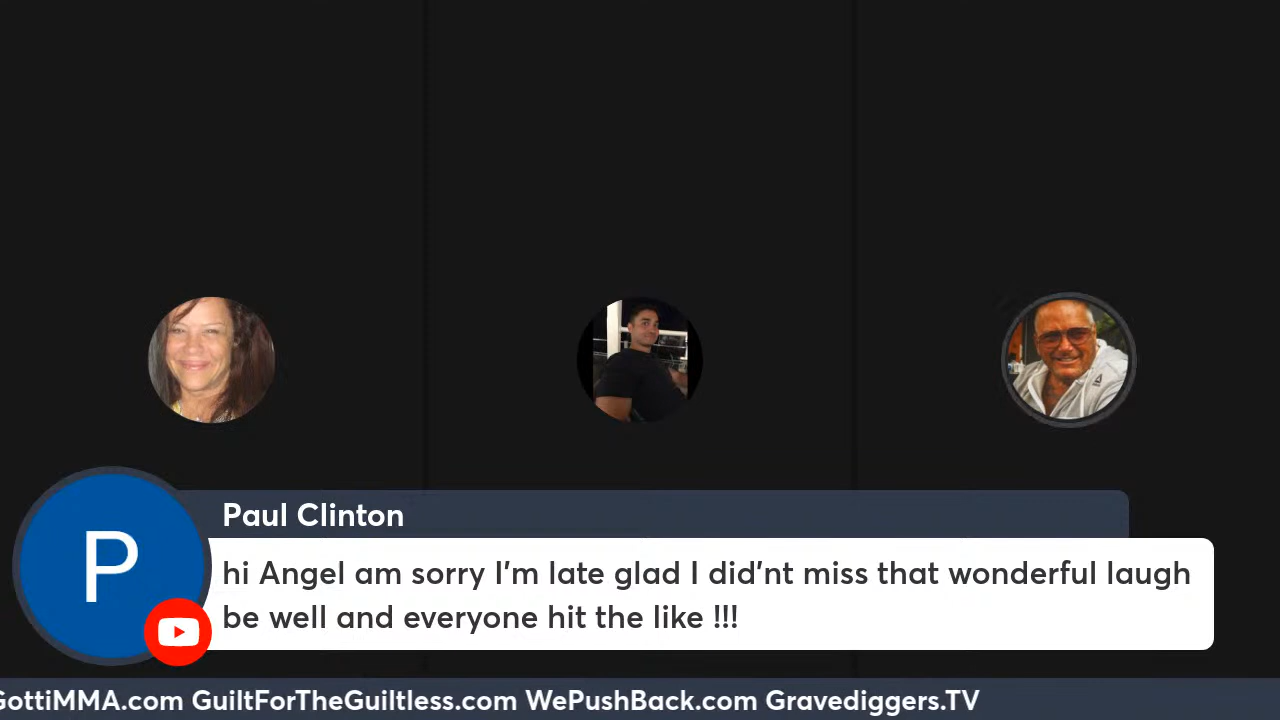 P
Paul Clinton
hi Angel am sorry I'm late glad I did'nt miss that wonderful laugh
be well and everyone hit the like !!!
GottiMMA.com GuiltForTheGuiltless.com WePushBack.com Gravediggers.TV